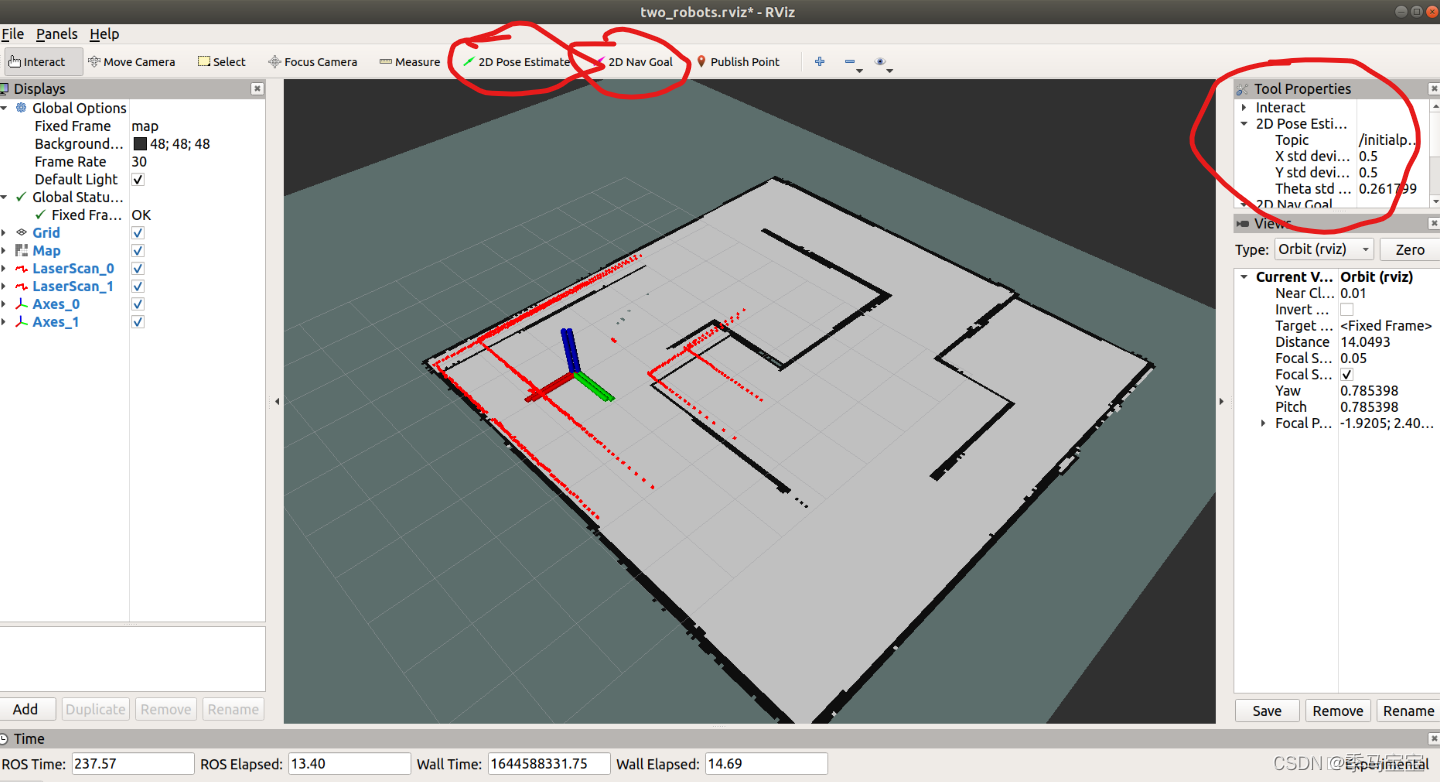 two_robots.rviz* - RViz
File Panels Help
Interact Move Camera Select Focus Camera Measure 2D Pose Estimate 2D Nav Goal Publish Point
Displays
Global Options
Fixed Frame map
Background... 48; 48; 48
Frame Rate 30
Default Light
Global Statu...
Fixed Fra... OK
Grid
Map
LaserScan_0
LaserScan_1
Axes_0
Axes_1
Add Duplicate Remove Rename
Tool Properties
Interact
2D Pose Esti...
Topic /initialp...
X std devi... 0.5
Y std devi... 0.5
Theta std ... 0.261799
2D Nav Goal
Views
Type: Orbit (rviz) Zero
Current V... Orbit (rviz)
Near Cl... 0.01
Invert ...
Target ... <Fixed Frame>
Distance 14.0493
Focal S... 0.05
Focal S...
Yaw 0.785398
Pitch 0.785398
Focal P... -1.9205; 2.40...
Save Remove Rename
Time
ROS Time: 237.57 ROS Elapsed: 13.40 Wall Time: 1644588331.75 Wall Elapsed: 14.69
Experimental
CSDN